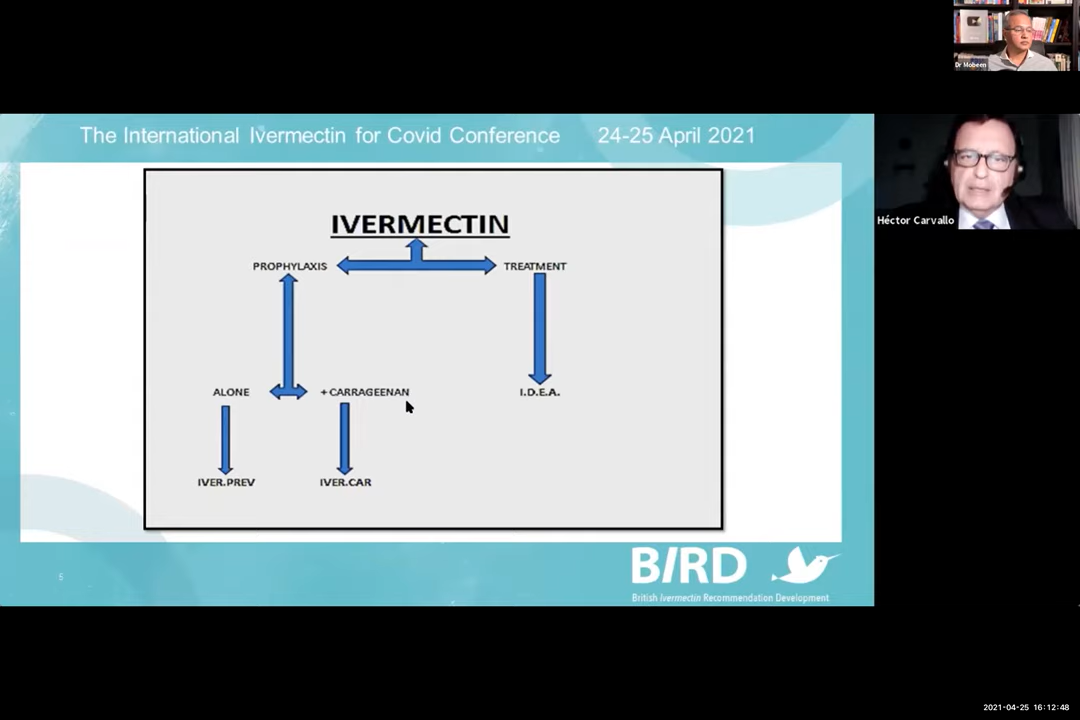 Dr Mobeen
The International Ivermectin for Covid Conference 24-25 April 2021
Héctor Carvallo
IVERMECTIN
PROPHYLAXIS TREATMENT
ALONE + CARRAGEENAN I.D.E.A.
IVER.PREV IVER.CAR
5
BIRD
British Ivermectin Recommendation Development
2021-04-25 16:12:48